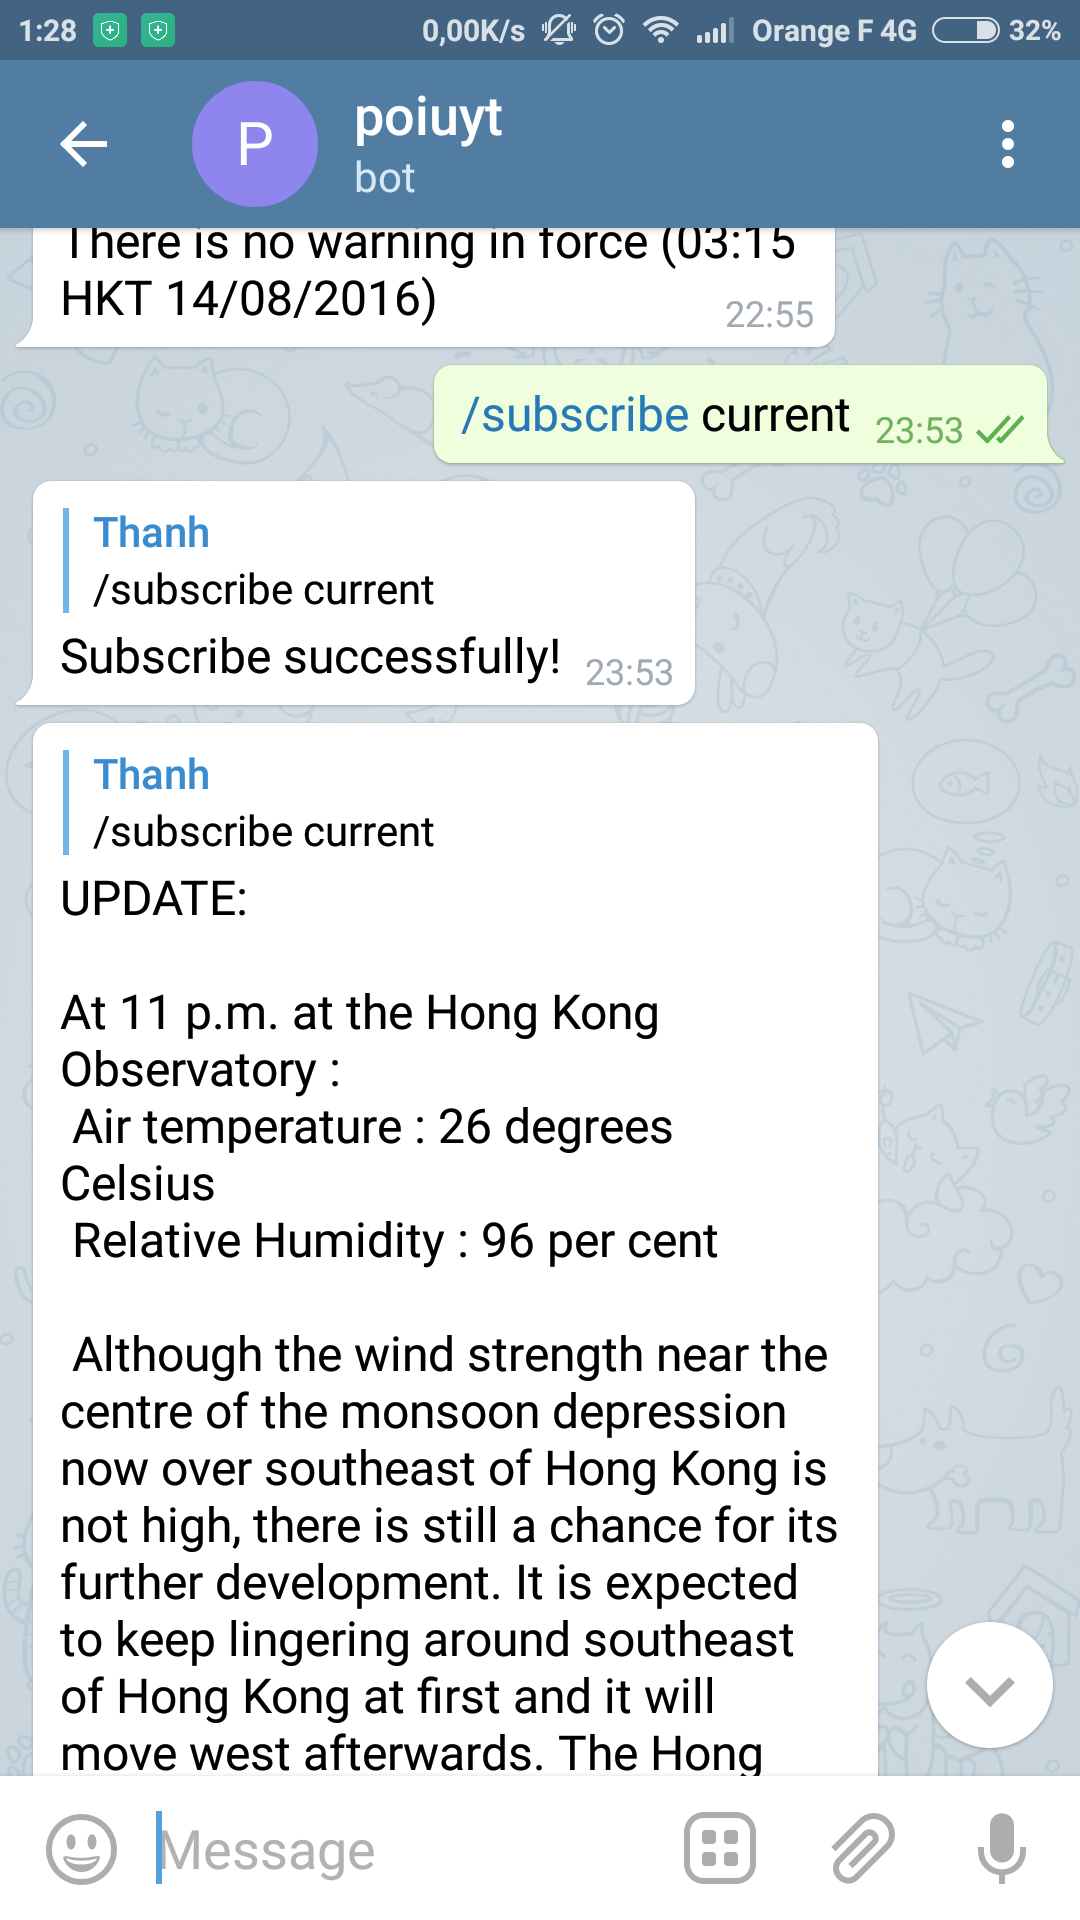 1:28 0,00K/s Orange F 4G 32%
P
poiuyt
bot
There is no warning in force (03:15
HKT 14/08/2016)
22:55
/subscribe current 23:53
Thanh
/subscribe current
Subscribe successfully! 23:53
Thanh
/subscribe current
UPDATE:
At 11 p.m. at the Hong Kong
Observatory :
Air temperature : 26 degrees
Celsius
Relative Humidity : 96 per cent
Although the wind strength near the
centre of the monsoon depression
now over southeast of Hong Kong is
not high, there is still a chance for its
further development. It is expected
to keep lingering around southeast
of Hong Kong at first and it will
move west afterwards. The Hong
Message